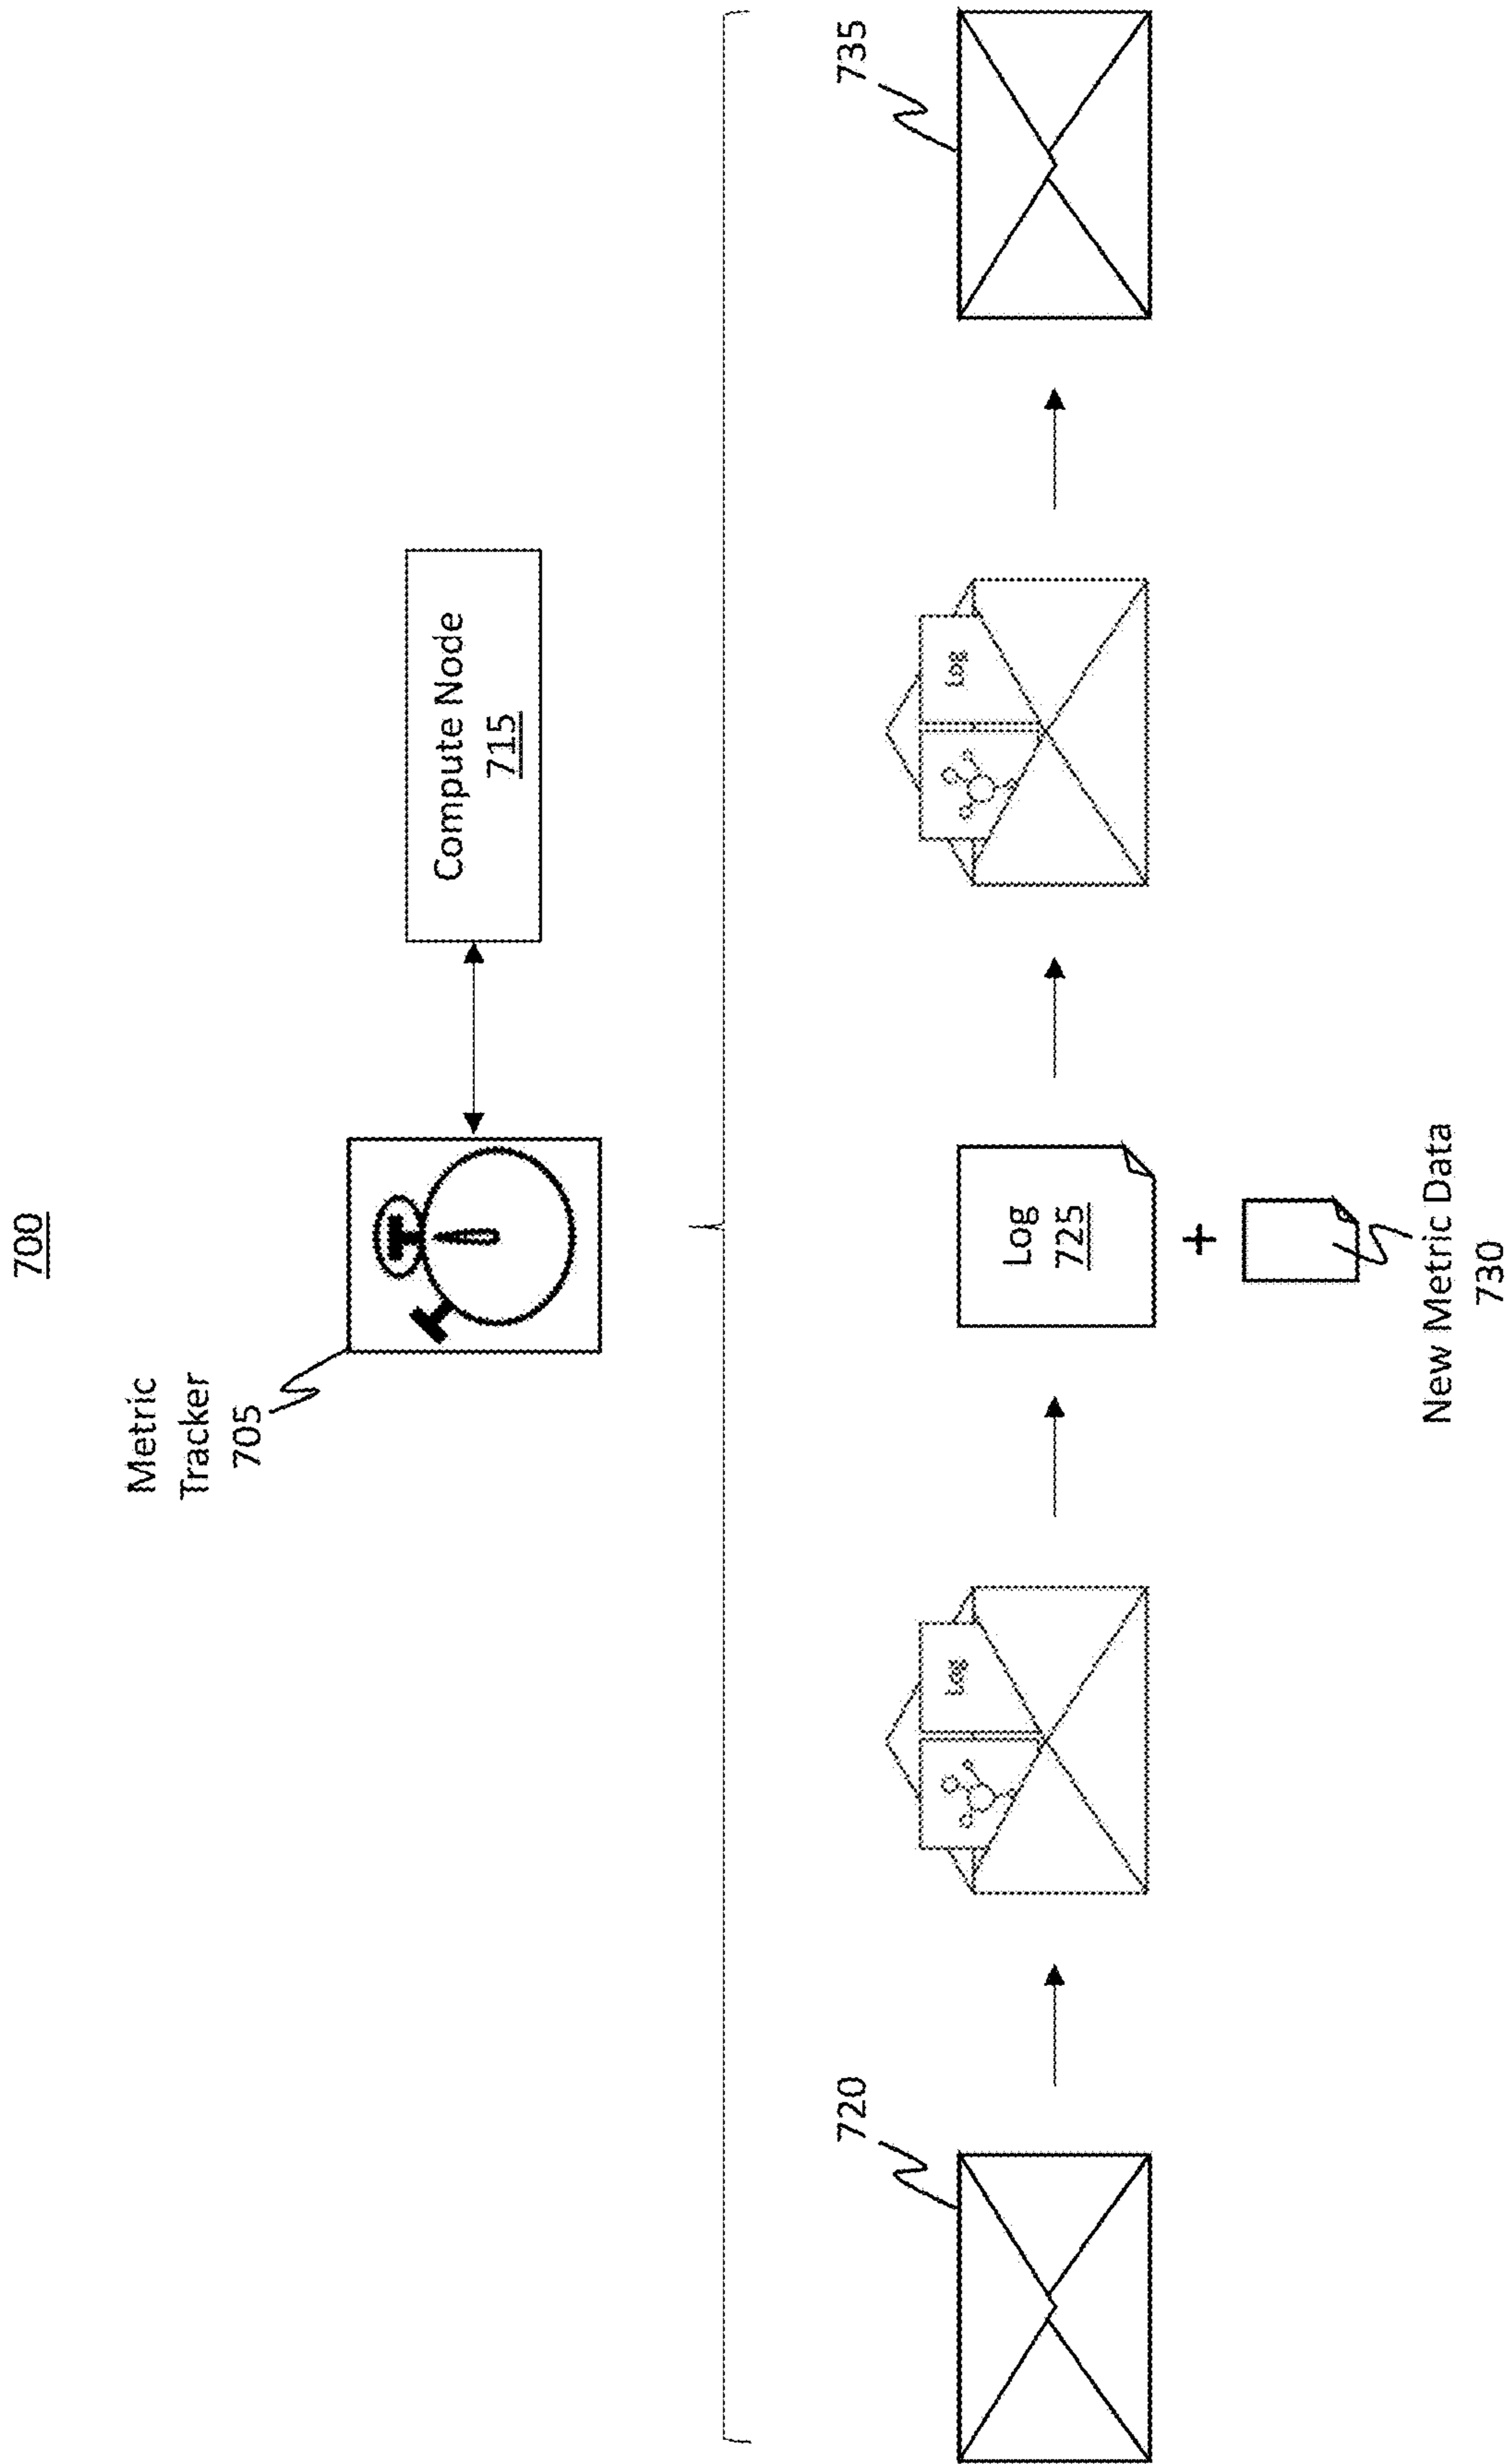 700
Metric
Tracker
705
Compute Node
715
720
Log
Log
725
Log
735
+
New Metric Data
730